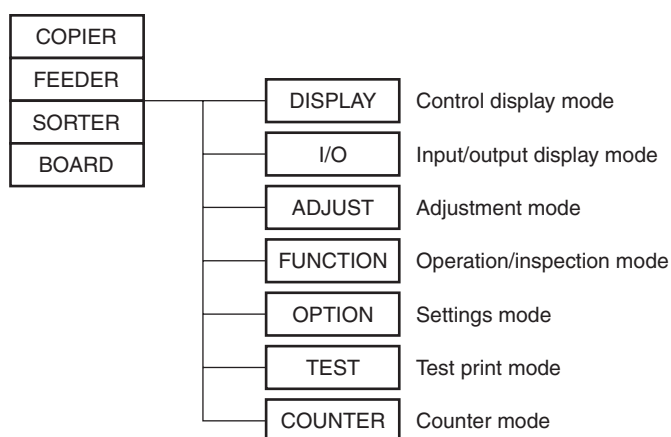 COPIER
FEEDER
SORTER
BOARD
DISPLAY Control display mode
I/O Input/output display mode
ADJUST Adjustment mode
FUNCTION Operation/inspection mode
OPTION Settings mode
TEST Test print mode
COUNTER Counter mode